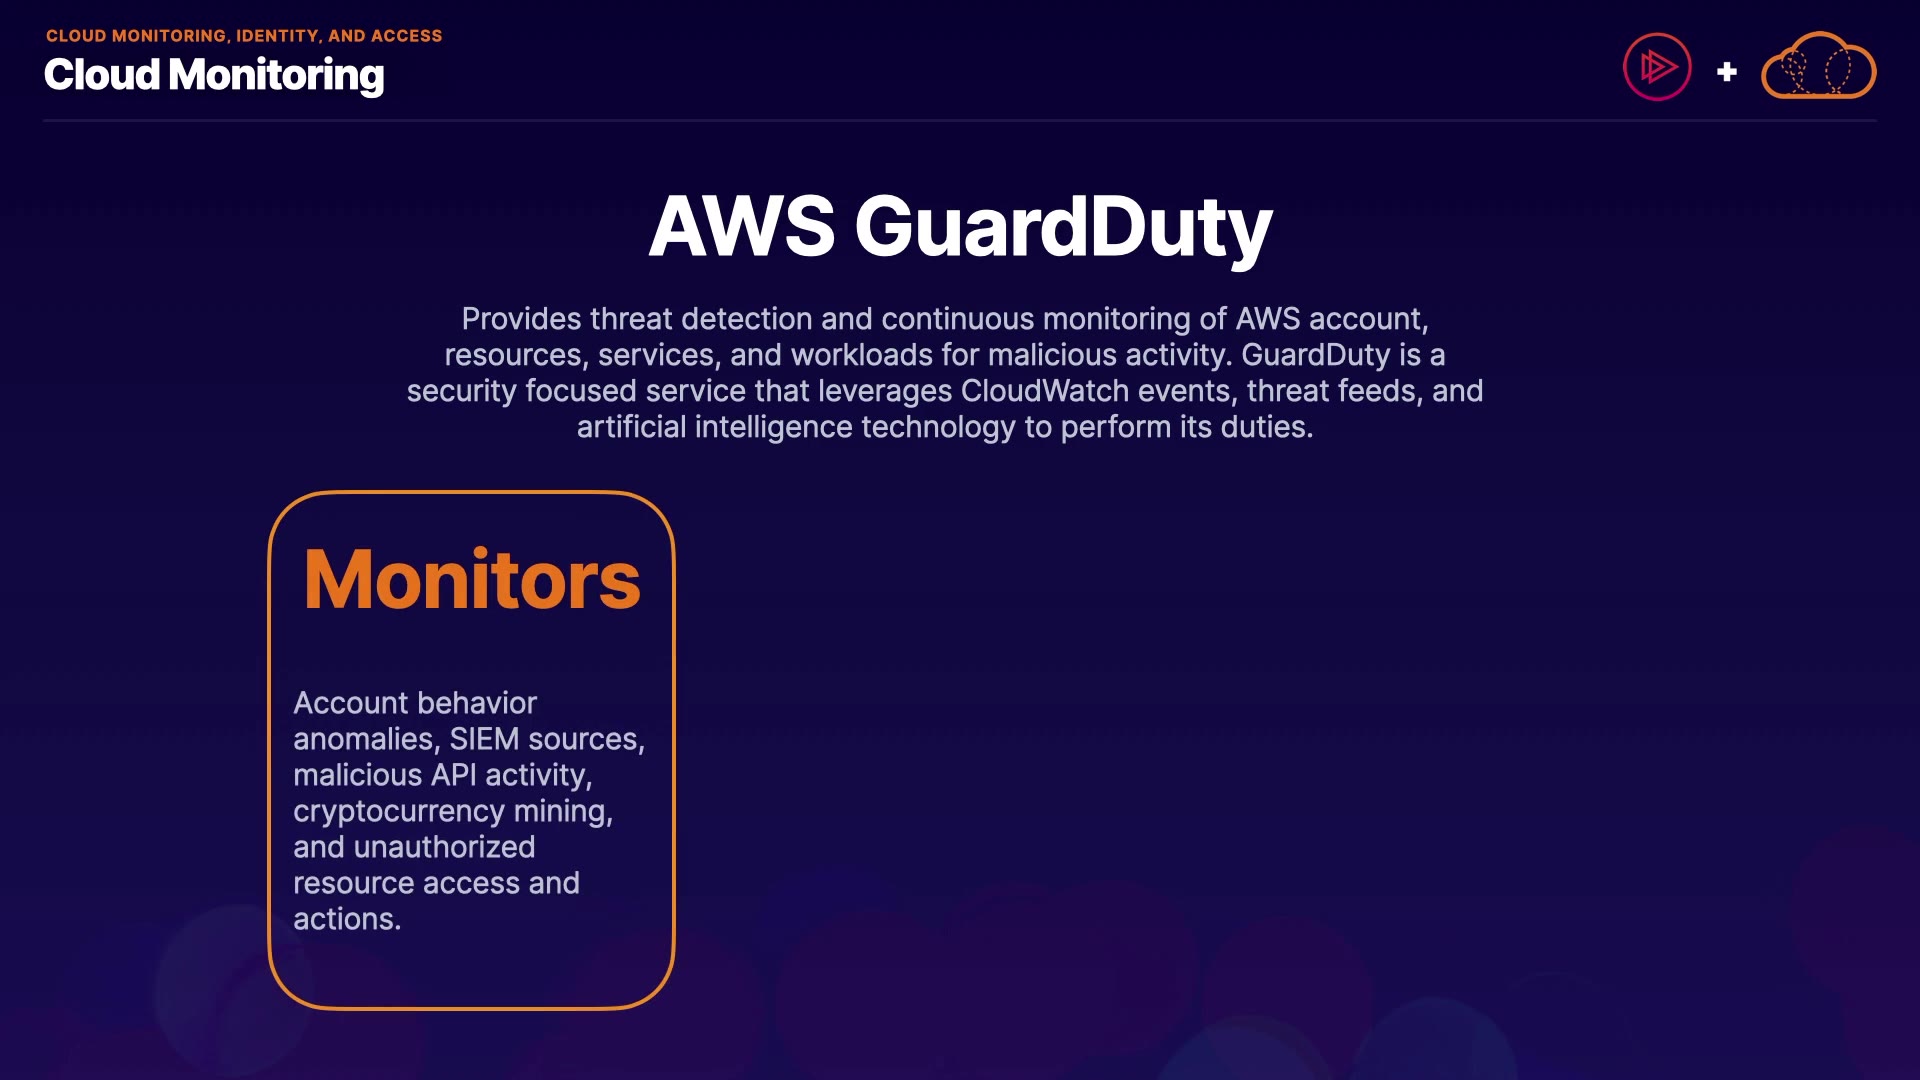 CLOUD MONITORING, IDENTITY, AND ACCESS
Cloud Monitoring
AWS GuardDuty
Provides threat detection and continuous monitoring of AWS account,
resources, services, and workloads for malicious activity. GuardDuty is a
security focused service that leverages CloudWatch events, threat feeds, and
artificial intelligence technology to perform its duties.
Monitors
Account behavior
anomalies, SIEM sources,
malicious API activity,
cryptocurrency mining,
and unauthorized
resource access and
actions.